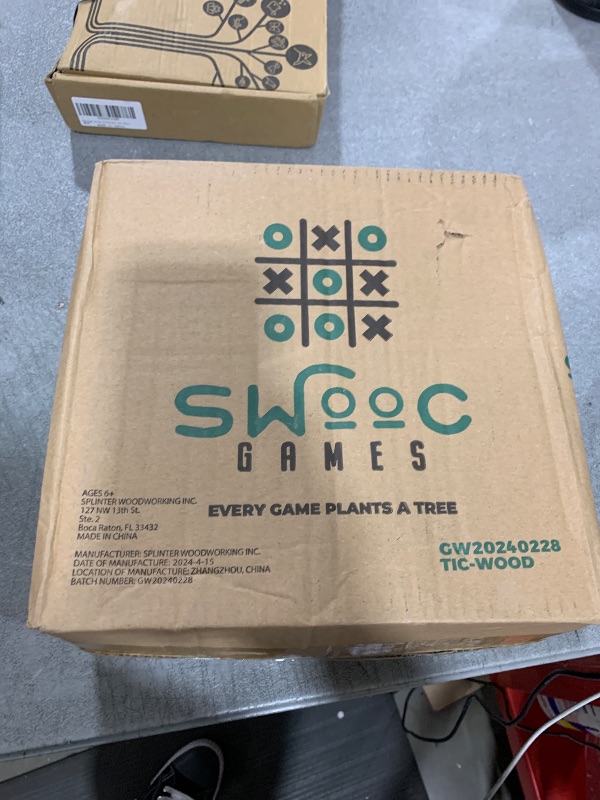 SWOOC
GAMES
AGES 6+
SPLINTER WOODWORKING INC.
127 NW 13th St.
Ste. 2
Boca Raton, FL 33432
MADE IN CHINA
EVERY GAME PLANTS A TREE
MANUFACTURER: SPLINTER WOODWORKING INC.
DATE OF MANUFACTURE: 2024-4-15
LOCATION OF MANUFACTURE: ZHANGZHOU, CHINA
BATCH NUMBER: GW20240228
GW20240228
TIC-WOOD